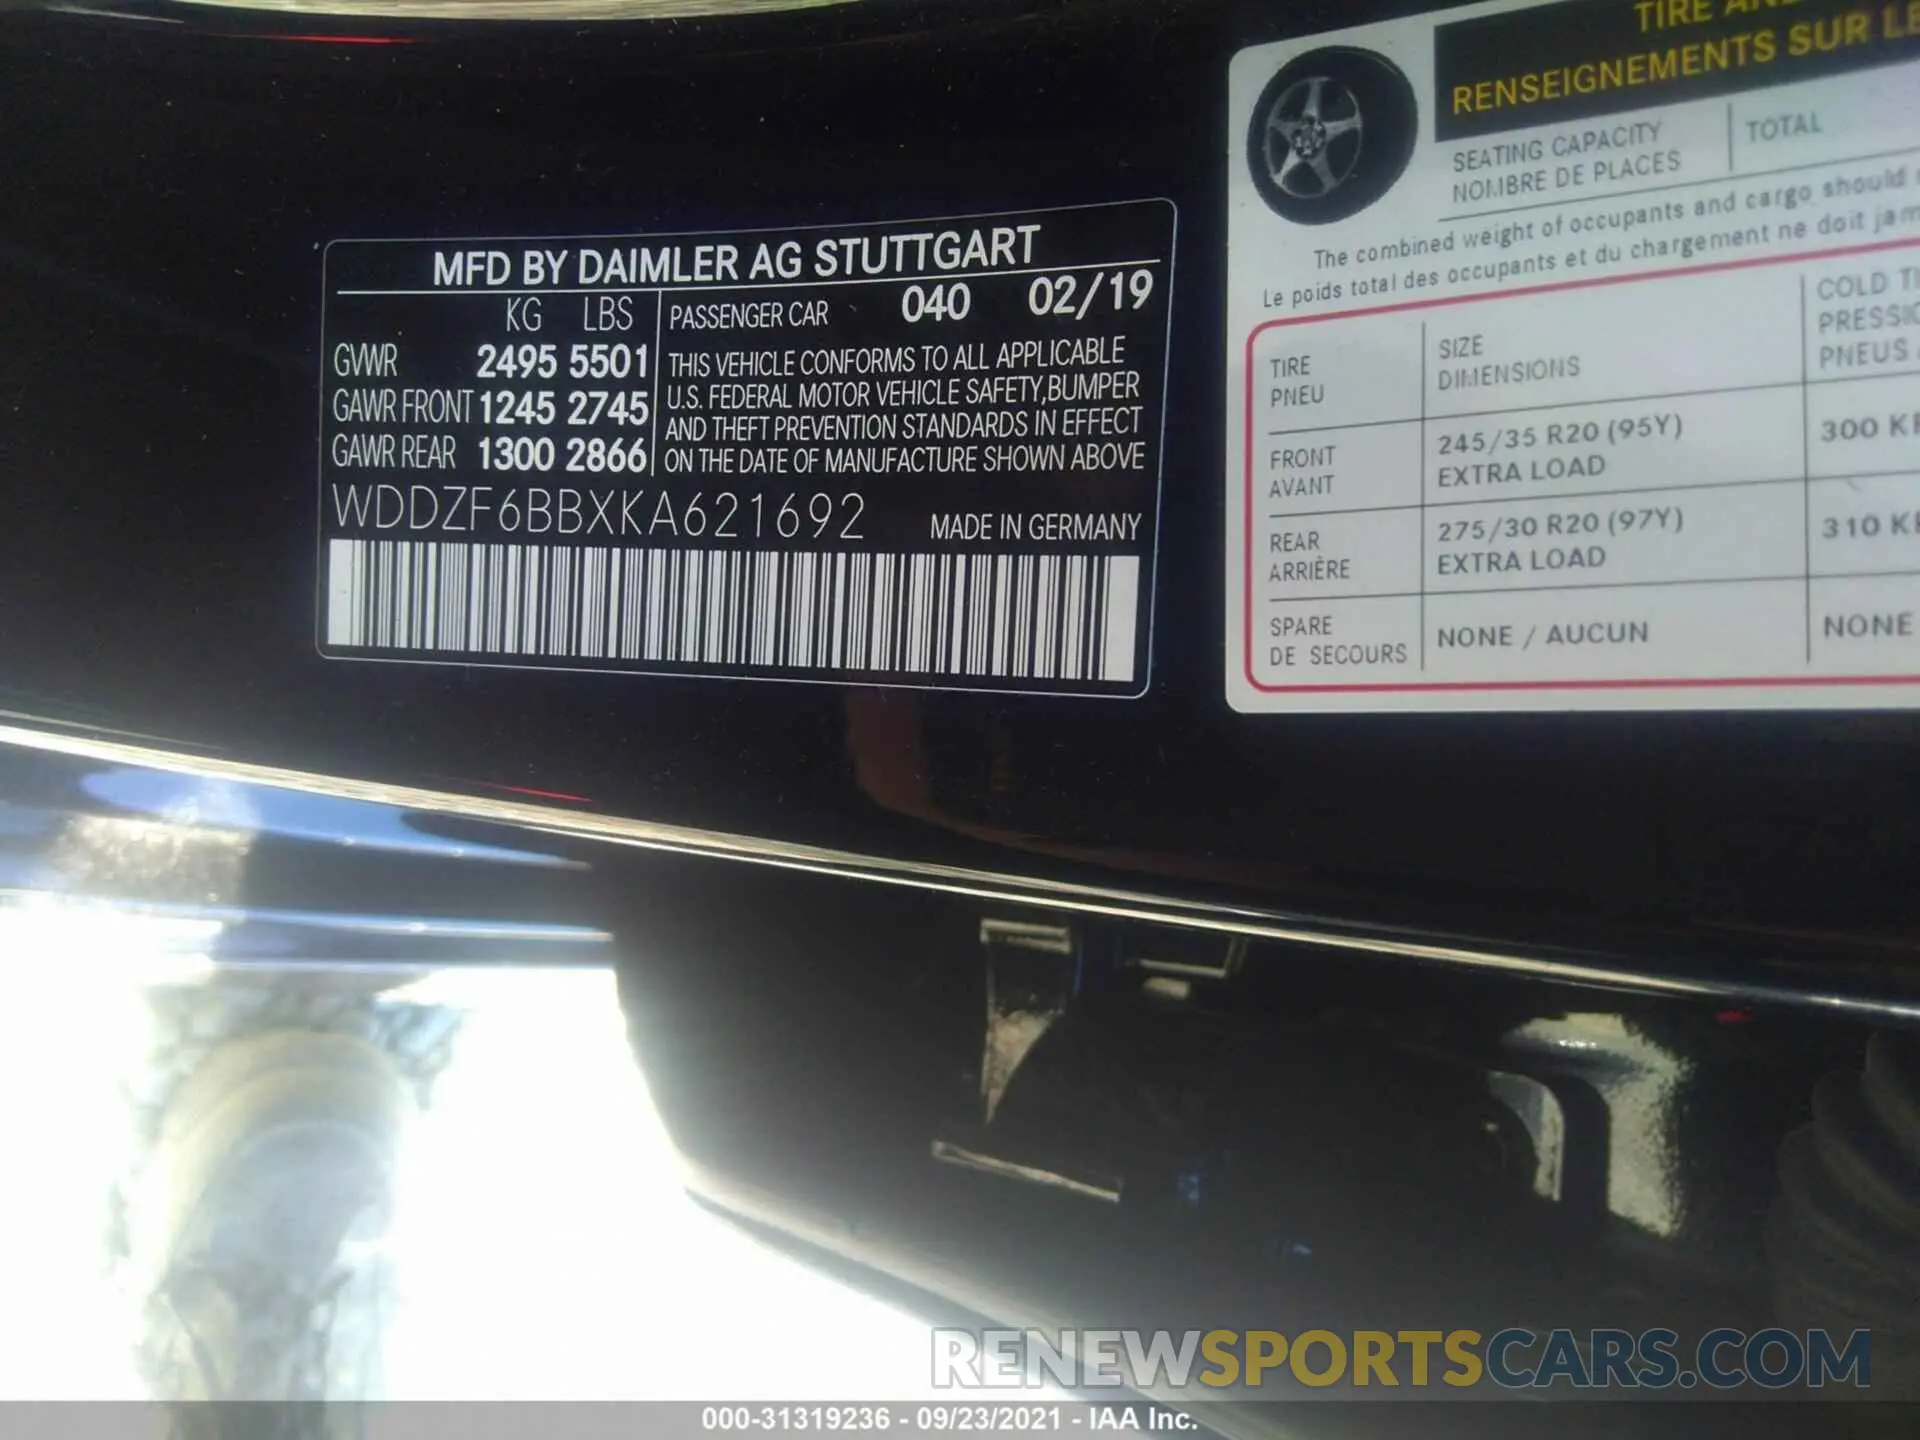 MFD BY DAIMLER AG STUTTGART
KG LBS
PASSENGER CAR 040 02/19
GVWR 2495 5501
GAWR FRONT 1245 2745
GAWR REAR 1300 2866
THIS VEHICLE CONFORMS TO ALL APPLICABLE
U.S. FEDERAL MOTOR VEHICLE SAFETY,BUMPER
AND THEFT PREVENTION STANDARDS IN EFFECT
ON THE DATE OF MANUFACTURE SHOWN ABOVE
WDDZF6BBXKA621692
MADE IN GERMANY
TIRE
RENSEIGNEMENTS SUR
SEATING CAPACITY
NOMBRE DE PLACES
TOTAL
The combined weight of occupants and cargo should
Le poids total des occupants et du chargement ne doit
TIRE
PNEU
SIZE
DIMENSIONS
COLD
PNEUS
FRONT
AVANT
245/35 R20 (95Y)
EXTRA LOAD
300
REAR
ARRIÈRE
275/30 R20 (97Y)
EXTRA LOAD
310
SPARE
DE SECOURS
NONE / AUCUN
NONE
RENEWSPORTSCARS.COM
000-31319236 - 09/23/2021 - IAA Inc.